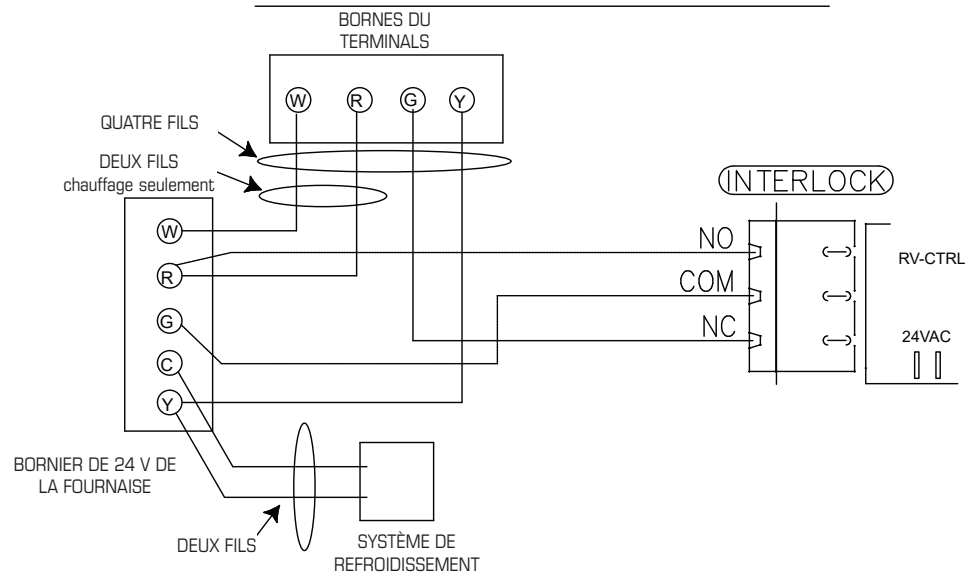 BORNES DU
TERMINALS
W R G Y
QUATRE FILS
DEUX FILS
chauffage seulement
INTERLOCK
W
R
G
C
Y
NO
COM
NC
RV-CTRL
24VAC
BORNIER DE 24 V DE
LA FOURNAISE
DEUX FILS
SYSTÈME DE
REFROIDISSEMENT